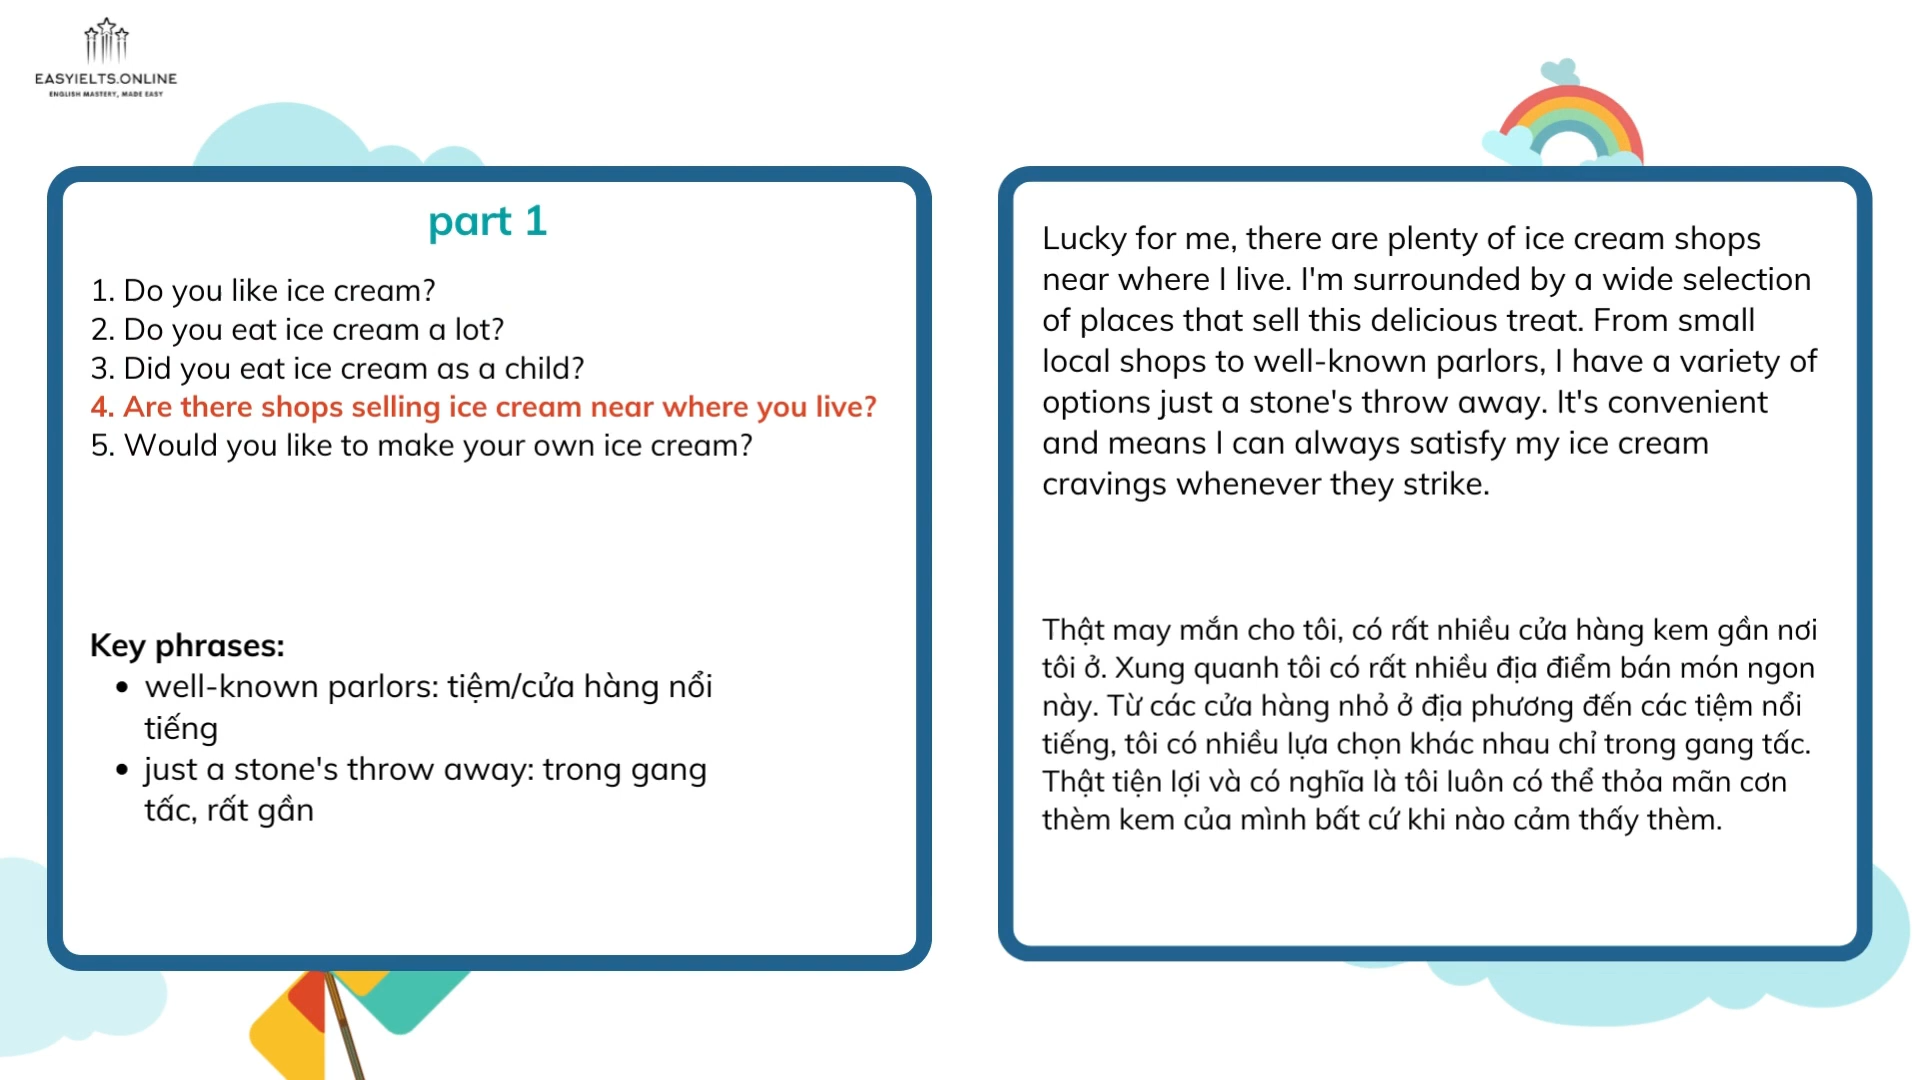 EASYIELTS.ONLINE
ENGLISH MASTERY, MADE EASY
part 1
1. Do you like ice cream?
2. Do you eat ice cream a lot?
3. Did you eat ice cream as a child?
4. Are there shops selling ice cream near where you live?
5. Would you like to make your own ice cream?
Key phrases:
• well-known parlors: tiệm/cửa hàng nổi
tiếng
• just a stone's throw away: trong gang
tấc, rất gần
Lucky for me, there are plenty of ice cream shops
near where I live. I'm surrounded by a wide selection
of places that sell this delicious treat. From small
local shops to well-known parlors, I have a variety of
options just a stone's throw away. It's convenient
and means I can always satisfy my ice cream
cravings whenever they strike.
Thật may mắn cho tôi, có rất nhiều cửa hàng kem gần nơi
tôi ở. Xung quanh tôi có rất nhiều địa điểm bán món ngon
này. Từ các cửa hàng nhỏ ở địa phương đến các tiệm nổi
tiếng, tôi có nhiều lựa chọn khác nhau chỉ trong gang tấc.
Thật tiện lợi và có nghĩa là tôi luôn có thể thỏa mãn cơn
thèm kem của mình bất cứ khi nào cảm thấy thèm.